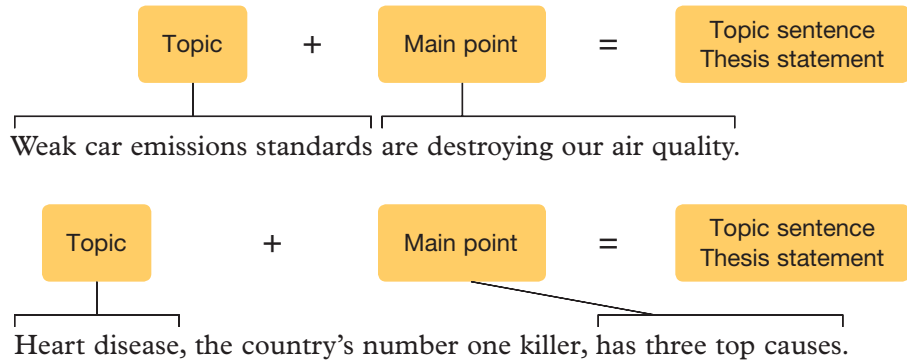 Topic + Main point = Topic sentence
Thesis statement
Weak car emissions standards are destroying our air quality.
Topic + Main point = Topic sentence
Thesis statement
Heart disease, the country’s number one killer, has three top causes.